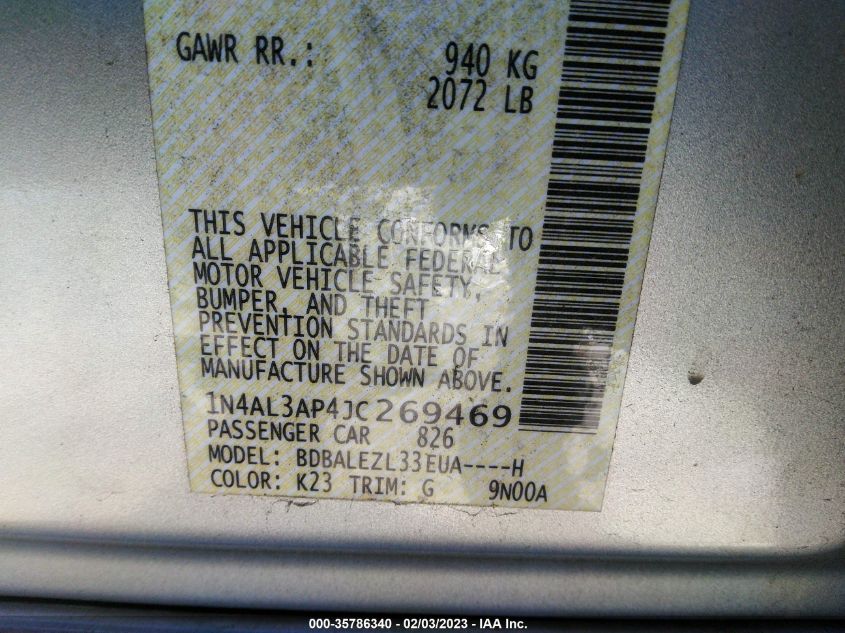 GAWR RR.: 940 KG
2072 LB
THIS VEHICLE CONFORMS TO
ALL APPLICABLE FEDERAL
MOTOR VEHICLE SAFETY,
BUMPER, AND THEFT
PREVENTION STANDARDS IN
EFFECT ON THE DATE OF
MANUFACTURE SHOWN ABOVE.
1N4AL3AP4JC269469
PASSENGER CAR 826
MODEL: BDBALEZL33EUA----H
COLOR: K23 TRIM: G 9N00A
000-35786340 - 02/03/2023 - IAA Inc.